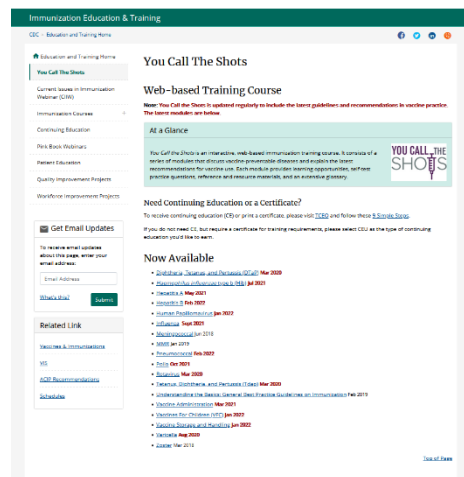 Immunization Education & Training
CDC > Education and Training Home
Education and Training Home
You Call The Shots
Current Issues in Immunization
Webinar (CIIW)
Immunization Courses
Continuing Education
Pink Book Webinars
Patient Education
Quality Improvement Projects
Workforce Improvement Projects
Get Email Updates
To receive email updates
about this page, enter your
email address:
Email Address
What's this?
Submit
Related Link
Vaccines & Immunizations
VIS
ACIP Recommendations
Schedules
You Call The Shots
Web-based Training Course
Note: You Call the Shots is updated regularly to include the latest guidelines and recommendations in vaccine practice.
The latest modules are below.
At a Glance
You Call the Shots is an interactive, web-based immunization training course. It consists of a
series of modules that discuss vaccine-preventable diseases and explain the latest
recommendations for vaccine use. Each module provides learning opportunities, self-test
practice questions, reference and resource materials, and an extensive glossary.
YOU CALL THE
SHOTS
Need Continuing Education or a Certificate?
To receive continuing education (CE) or print a certificate, please visit TCEO and follow these 9 Simple Steps.
If you do not need CE, but require a certificate for training requirements, please select CEU as the type of continuing
education you'd like to earn.
Now Available
Diphtheria, Tetanus, and Pertussis (DTaP) Mar 2020
Haemophilus influenzae type b (Hib) Jul 2021
Hepatitis A May 2021
Hepatitis B Feb 2022
Human Papillomavirus Jan 2022
Influenza Sept 2021
Meningococcal Jun 2018
MMR Jan 2019
Pneumococcal Feb 2022
Polio Oct 2021
Rotavirus Mar 2020
Tetanus, Diphtheria, and Pertussis (Tdap) Mar 2020
Understanding the Basics: General Best Practice Guidelines on Immunization Feb 2019
Vaccine Administration Mar 2021
Vaccines For Children (VFC) Jan 2022
Vaccine Storage and Handling Jan 2022
Varicella Aug 2020
Zoster Mar 2018
Top of Page